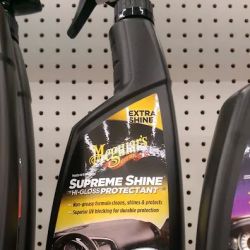 EXTRA
SHINE
Meguiar's
SUPREME SHINE
HI-GLOSS PROTECTANT
Non-grease formula cleans, shines & protects
Superior UV blocking for durable protection